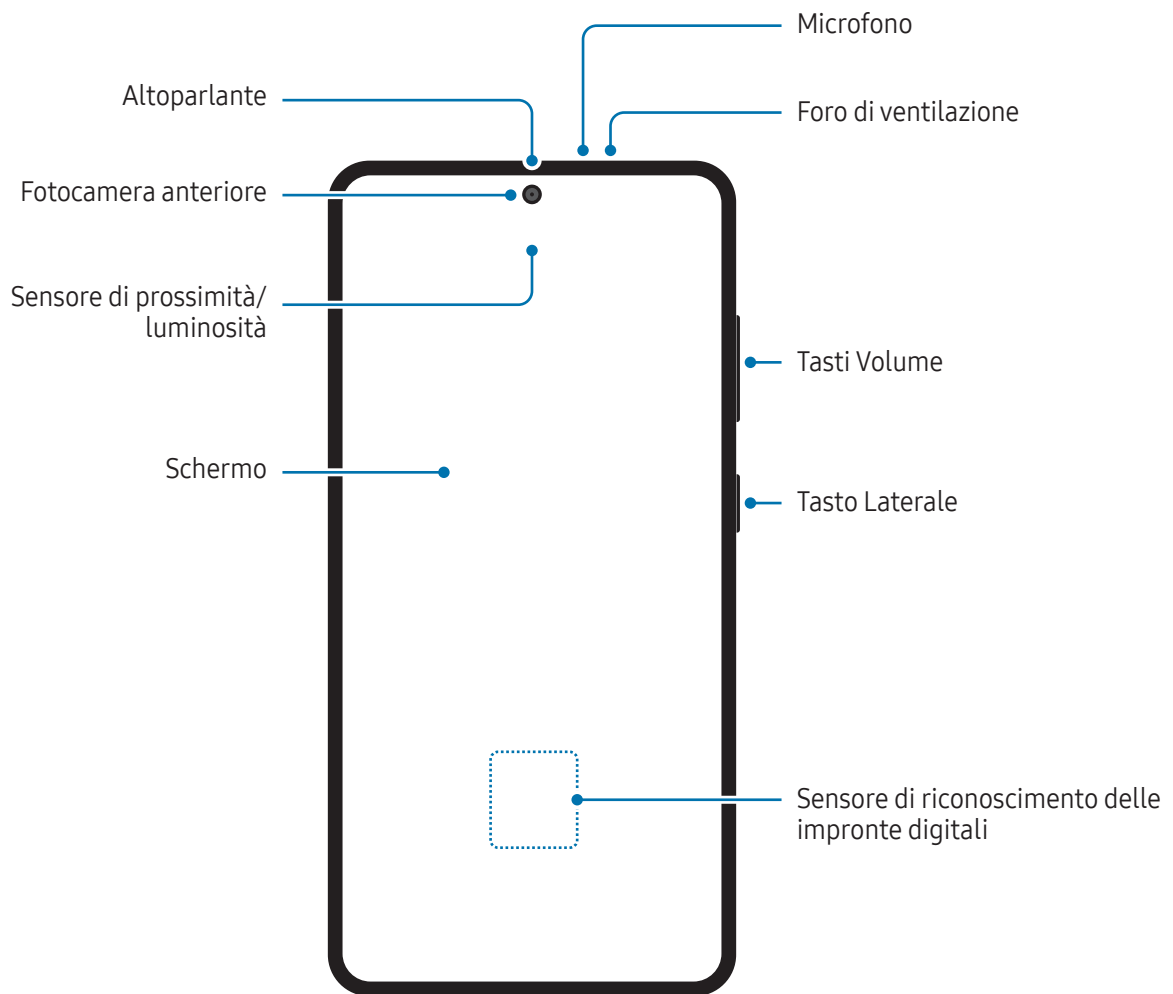 Microfono
Altoparlante
Foro di ventilazione
Fotocamera anteriore
Sensore di prossimità/
luminosità
Tasti Volume
Schermo
Tasto Laterale
Sensore di riconoscimento delle
impronte digitali